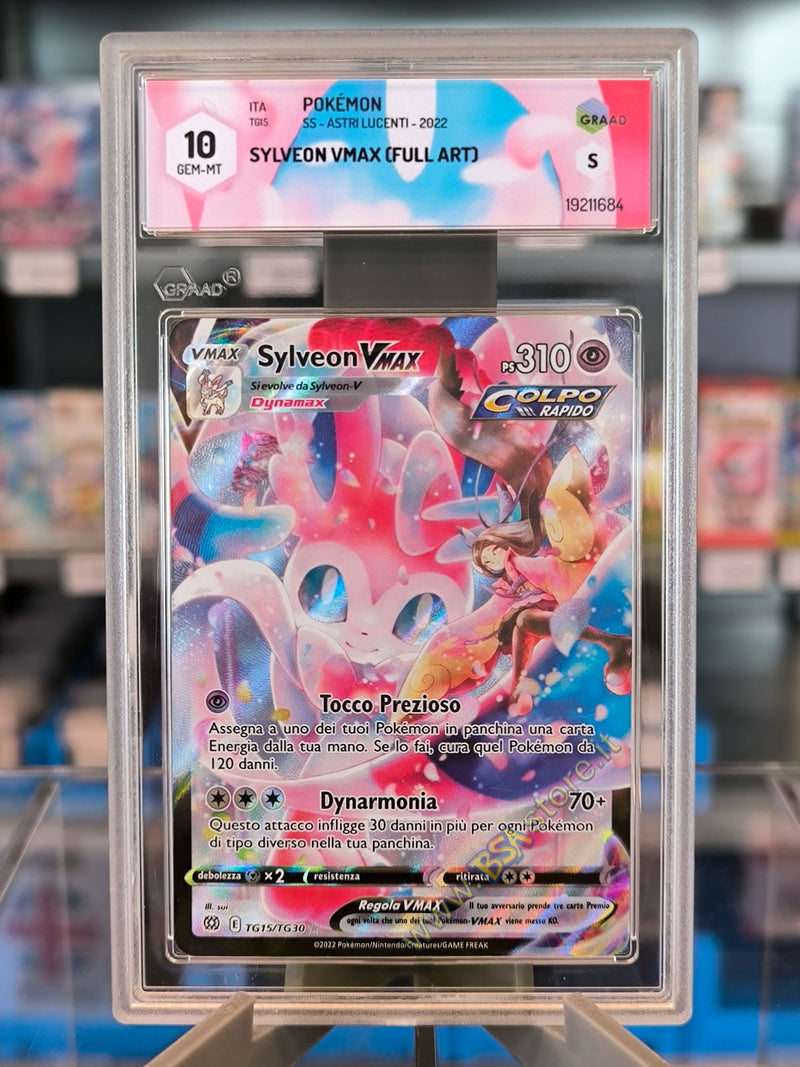 ITA POKÉMON
TG15 SS - ASTRI LUCENTI - 2022
GRAAD
10
GEM-MT
SYLVEON VMAX (FULL ART)
S
19211684
GRAAD®
VMAX Sylveon VMAX PS 310
Si evolve da Sylveon-V
Dynamax
COLPO
RAPIDO
Tocco Prezioso
Assegna a uno dei tuoi Pokémon in panchina una carta
Energia dalla tua mano. Se lo fai, cura quel Pokémon da
120 danni.
Dynarmonia 70+
Questo attacco infligge 30 danni in più per ogni Pokémon
di tipo diverso nella tua panchina.
debolezza ×2 resistenza ritirata
Ill. sui
Regola VMAX Il tuo avversario prende tre carte Premio
ogni volta che uno dei tuoi Pokémon-VMAX viene messo KO.
E TG15/TG30
©2022 Pokémon/Nintendo/Creatures/GAME FREAK
www.BSA-store.it